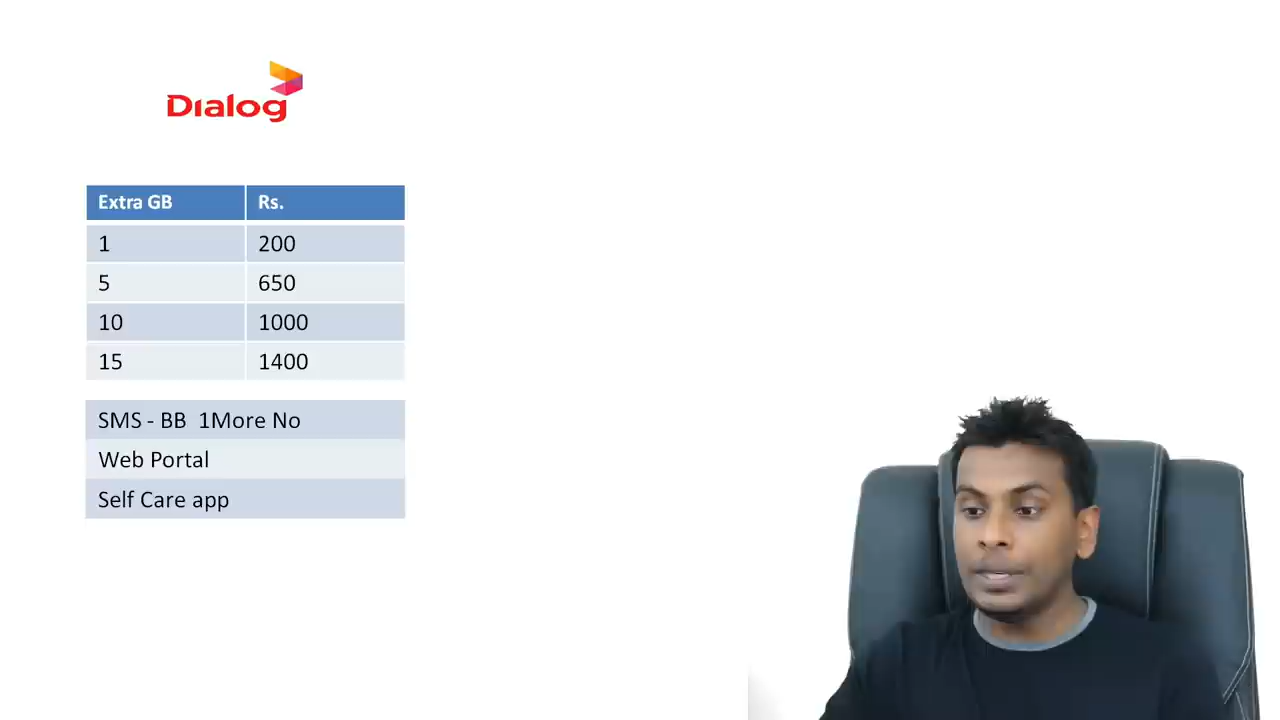 Dialog
Extra GB Rs.
1 200
5 650
10 1000
15 1400
SMS - BB 1More No
Web Portal
Self Care app